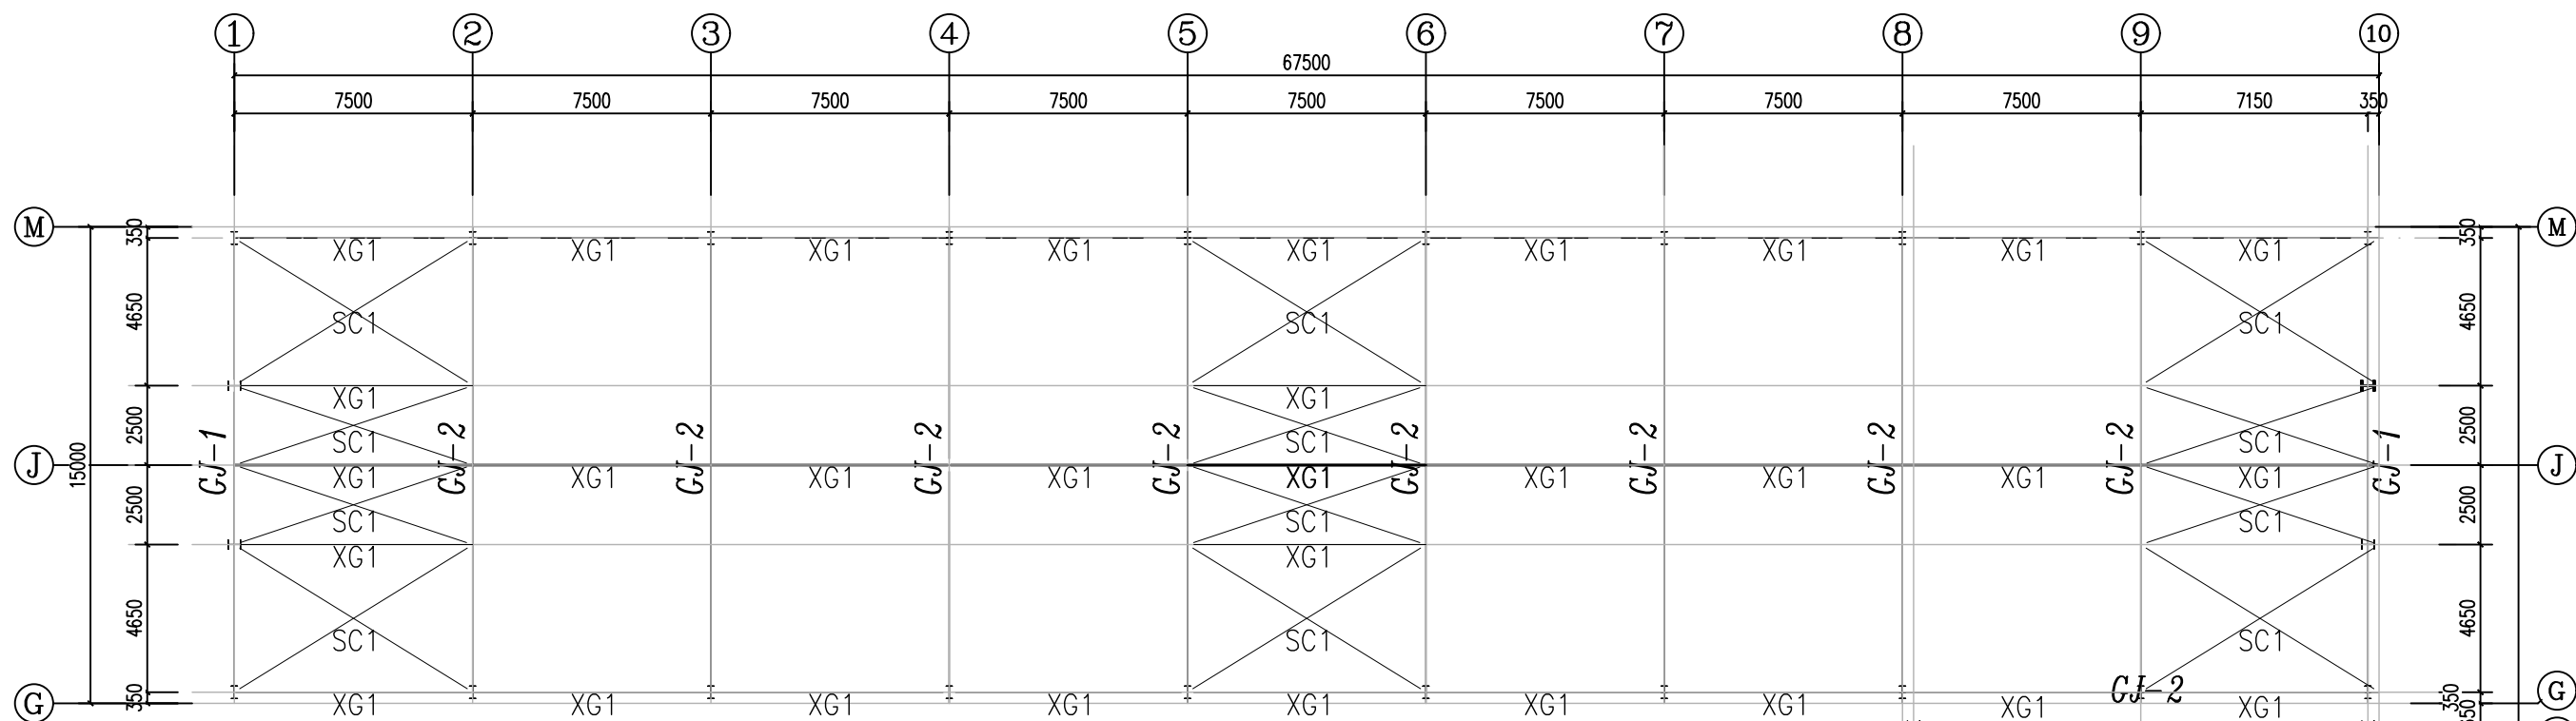 1 2 3 4 5 6 7 8 9 10
67500
7500 7500 7500 7500 7500 7500 7500 7500 7150 350
M 350 350 M
XG1 XG1 XG1 XG1 XG1 XG1 XG1 XG1 XG1
4650 SC1 SC1 SC1 4650
XG1 XG1
2500 SC1 SC1 SC1 2500
GJ-1 GJ-2 GJ-2 GJ-2 GJ-2 GJ-2 GJ-2 GJ-2 GJ-2 GJ-1
J 15000 XG1 XG1 XG1 XG1 XG1 XG1 XG1 XG1 XG1 J
2500 SC1 SC1 SC1 2500
XG1 XG1
4650 SC1 SC1 SC1 4650
GJ-2
G 350 XG1 XG1 XG1 XG1 XG1 XG1 XG1 XG1 XG1 350 G